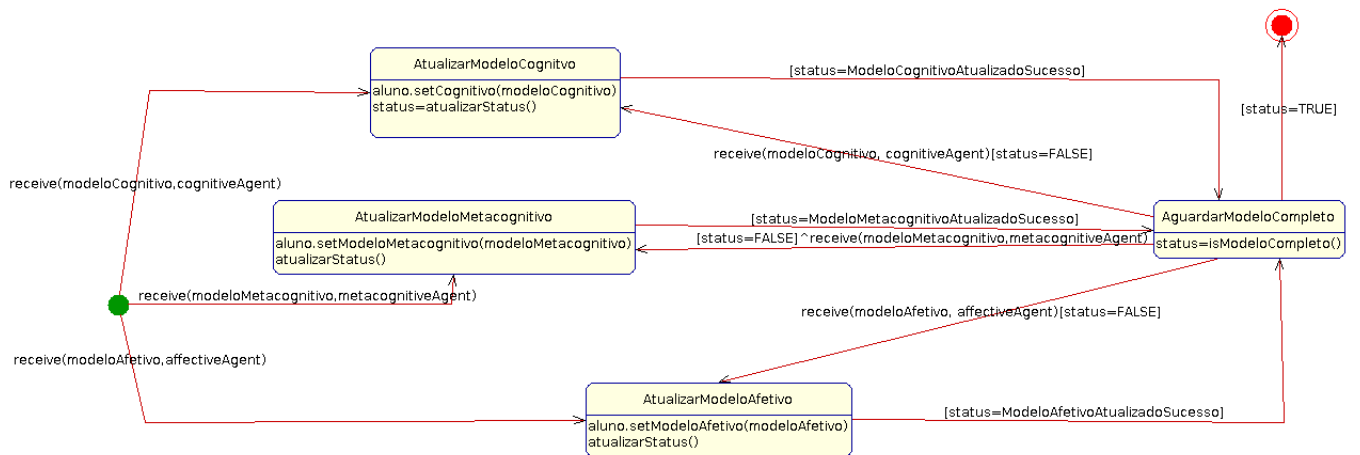 AtualizarModeloCognitvo
aluno.setCognitivo(modeloCognitivo)
status=atualizarStatus()
[status=ModeloCognitivoAtualizadoSucesso]
[status=TRUE]
receive(modeloCognitivo, cognitiveAgent)[status=FALSE]
receive(modeloCognitivo,cognitiveAgent)
AtualizarModeloMetacognitivo
aluno.setModeloMetacognitivo(modeloMetacognitivo)
atualizarStatus()
[status=ModeloMetacognitivoAtualizadoSucesso]
[status=FALSE]^receive(modeloMetacognitivo,metacognitiveAgent)
AguardarModeloCompleto
status=isModeloCompleto()
receive(modeloMetacognitivo,metacognitiveAgent)
receive(modeloAfetivo, affectiveAgent)[status=FALSE]
receive(modeloAfetivo,affectiveAgent)
AtualizarModeloAfetivo
aluno.setModeloAfetivo(modeloAfetivo)
atualizarStatus()
[status=ModeloAfetivoAtualizadoSucesso]